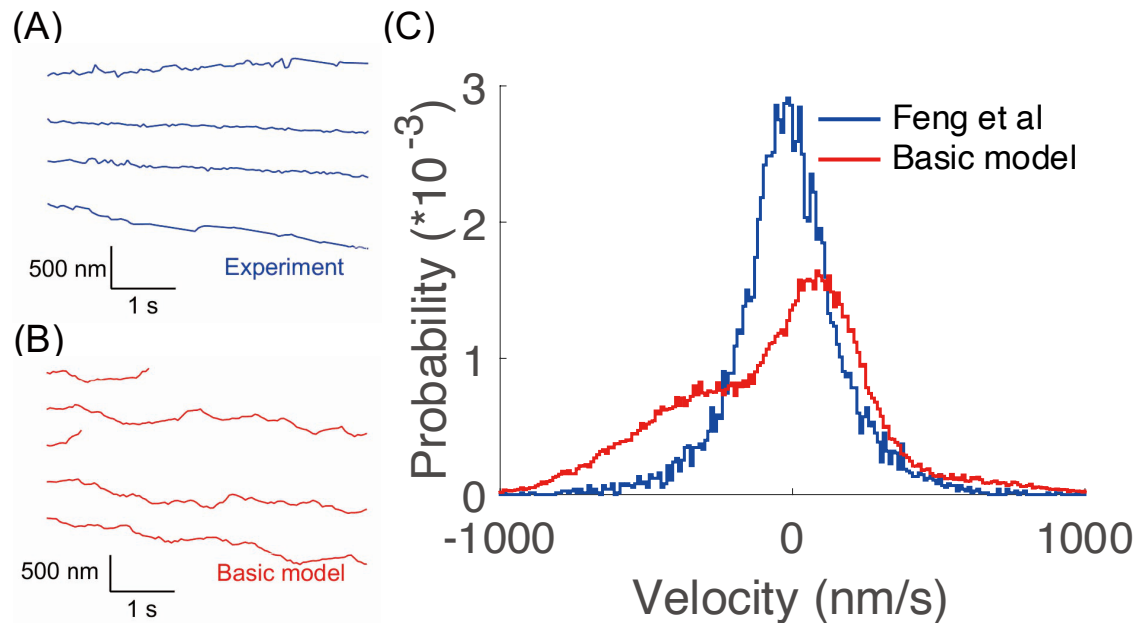 (A)
500 nm
1 s
Experiment
(B)
500 nm
1 s
Basic model
(C)
Probability (*10-3)
3
2
1
0
Feng et al
Basic model
-1000
0
1000
Velocity (nm/s)